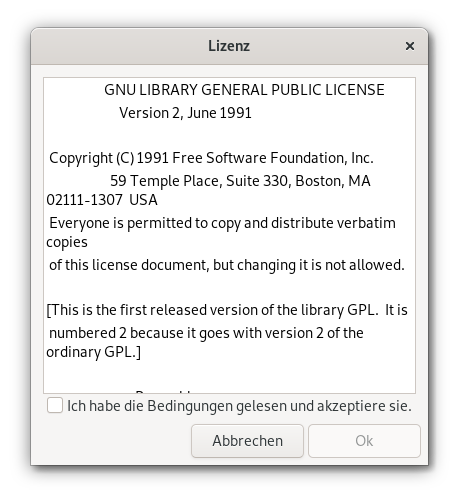 Lizenz
GNU LIBRARY GENERAL PUBLIC LICENSE
Version 2, June 1991
Copyright (C) 1991 Free Software Foundation, Inc.
59 Temple Place, Suite 330, Boston, MA
02111-1307  USA
Everyone is permitted to copy and distribute verbatim
copies
of this license document, but changing it is not allowed.
[This is the first released version of the library GPL.  It is
numbered 2 because it goes with version 2 of the
ordinary GPL.]
Ich habe die Bedingungen gelesen und akzeptiere sie.
Abbrechen
Ok